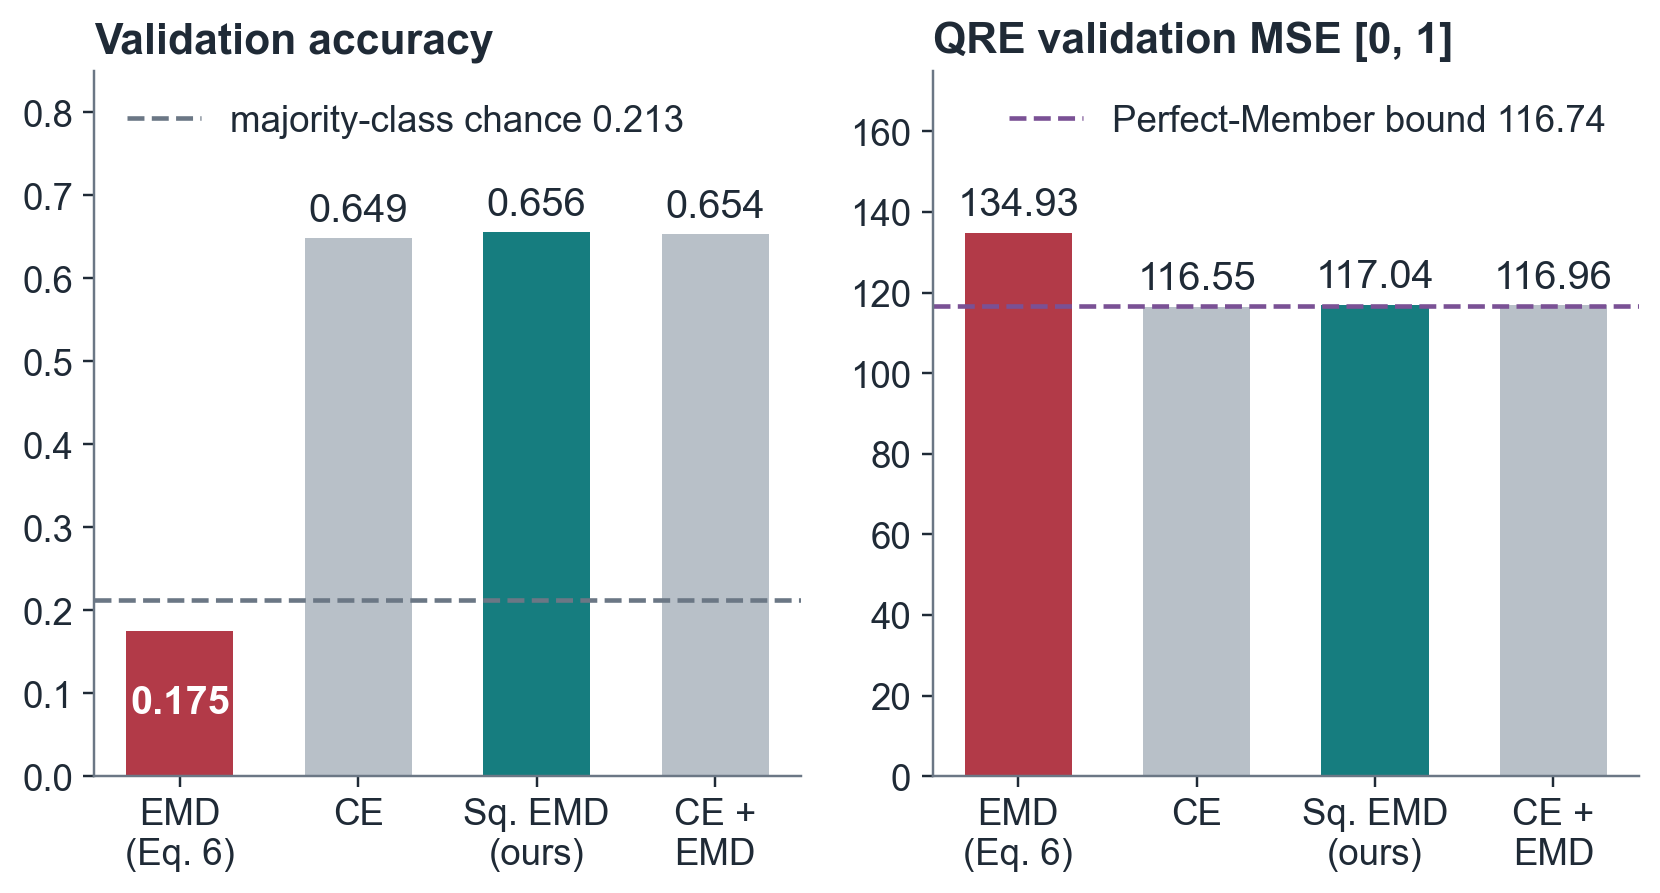 Validation accuracy
majority-class chance 0.213
0.8
0.7
0.6
0.5
0.4
0.3
0.2
0.1
0.0
0.175
0.649
0.656
0.654
EMD
(Eq. 6)
CE
Sq. EMD
(ours)
CE +
EMD
QRE validation MSE [0, 1]
Perfect-Member bound 116.74
160
140
120
100
80
60
40
20
0
134.93
116.55
117.04
116.96
EMD
(Eq. 6)
CE
Sq. EMD
(ours)
CE +
EMD